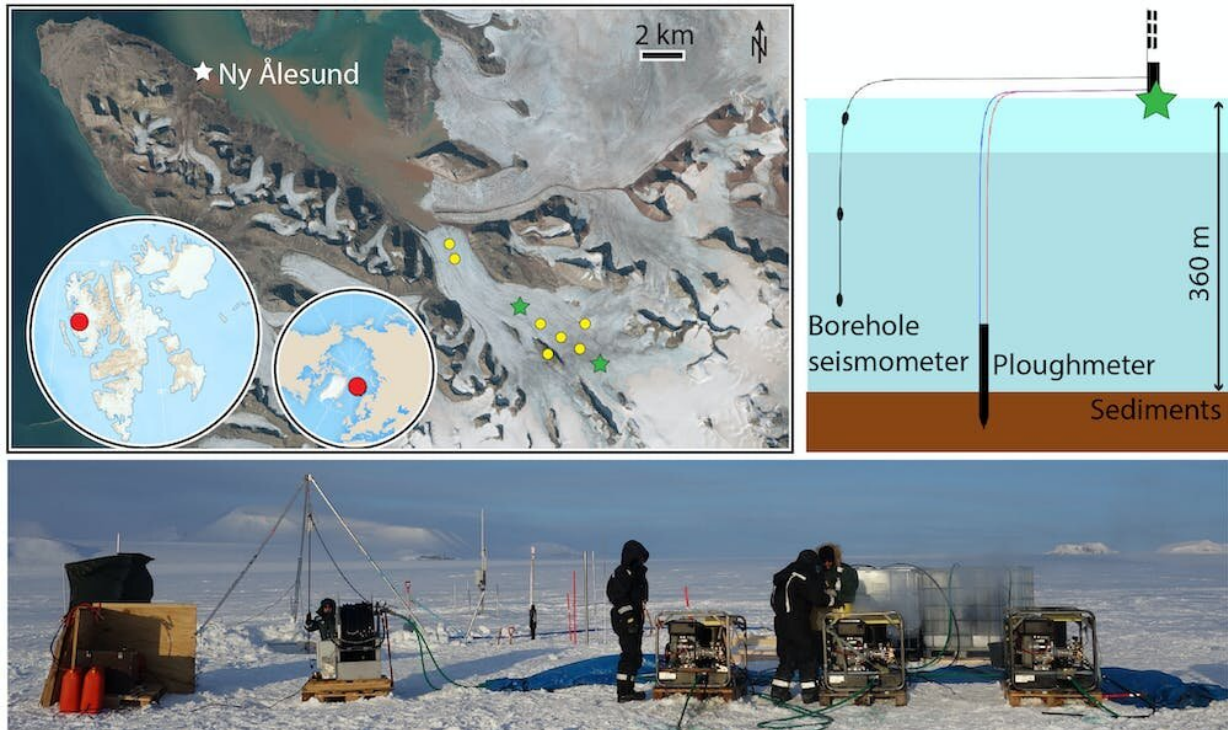 2 km
N
Ny Ålesund
360 m
Borehole
seismometer
Ploughmeter
Sediments